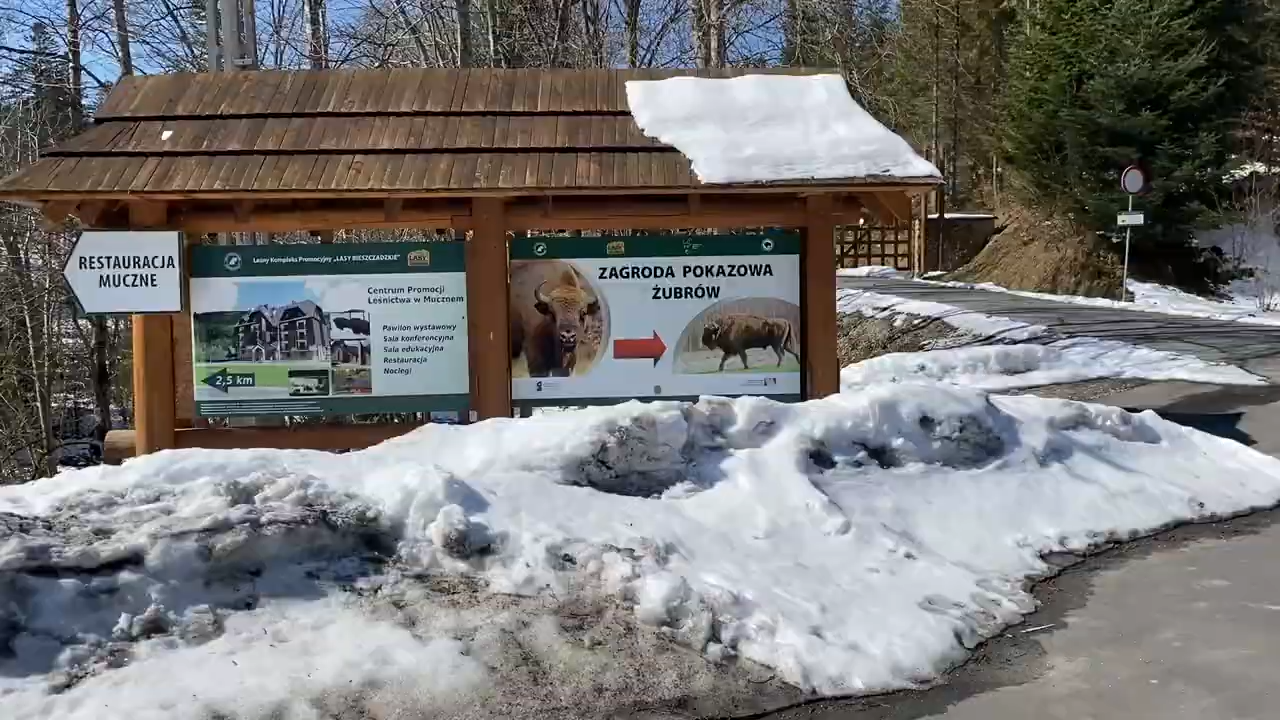 RESTAURACJA
MUCZNE
Leśny Kompleks Promocyjny „LASY BIESZCZADZKIE"
LASY
Centrum Promocji
Leśnictwa w Mucznem
Pawilon wystawowy
Sala konferencyjna
Sala edukacyjna
Restauracja
Noclegi
2,5 km
ZAGRODA POKAZOWA
ŻUBRÓW